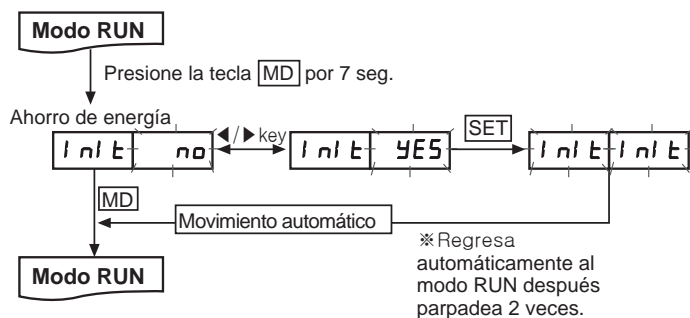 Modo RUN
Presione la tecla MD por 7 seg.
Ahorro de energía
InIt no ◀/▶ key InIt YES SET InIt InIt
MD
Movimiento automático
※Regresa
automáticamente al
modo RUN después
parpadea 2 veces.
Modo RUN